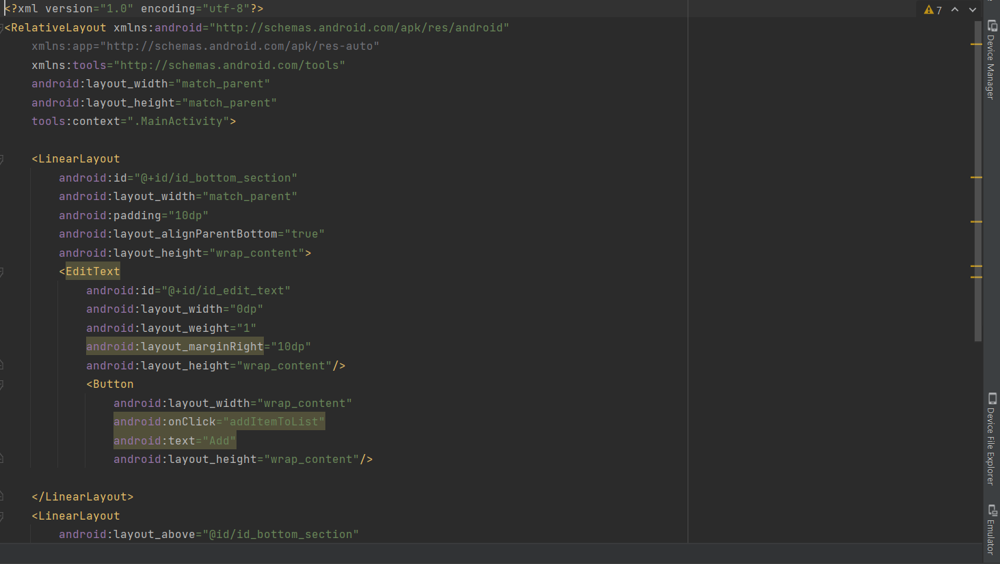 <?xml version="1.0" encoding="utf-8"?>
7
<RelativeLayout xmlns:android="http://schemas.android.com/apk/res/android"
    xmlns:app="http://schemas.android.com/apk/res-auto"
    xmlns:tools="http://schemas.android.com/tools"
    android:layout_width="match_parent"
    android:layout_height="match_parent"
    tools:context=".MainActivity">

    <LinearLayout
        android:id="@+id/id_bottom_section"
        android:layout_width="match_parent"
        android:padding="10dp"
        android:layout_alignParentBottom="true"
        android:layout_height="wrap_content">
        <EditText
            android:id="@+id/id_edit_text"
            android:layout_width="0dp"
            android:layout_weight="1"
            android:layout_marginRight="10dp"
            android:layout_height="wrap_content"/>
            <Button
                android:layout_width="wrap_content"
                android:onClick="addItemToList"
                android:text="Add"
                android:layout_height="wrap_content"/>

    </LinearLayout>
    <LinearLayout
        android:layout_above="@id/id_bottom_section"
Device Manager
Device File Explorer
Emulator